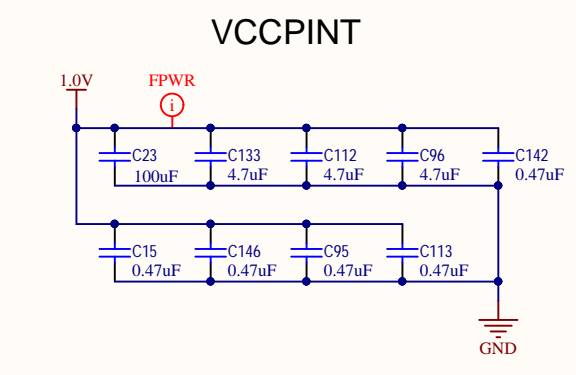 VCCPINT
1.0V
FPWR
i
C23
100uF
C133
4.7uF
C112
4.7uF
C96
4.7uF
C142
0.47uF
C15
0.47uF
C146
0.47uF
C95
0.47uF
C113
0.47uF
GND